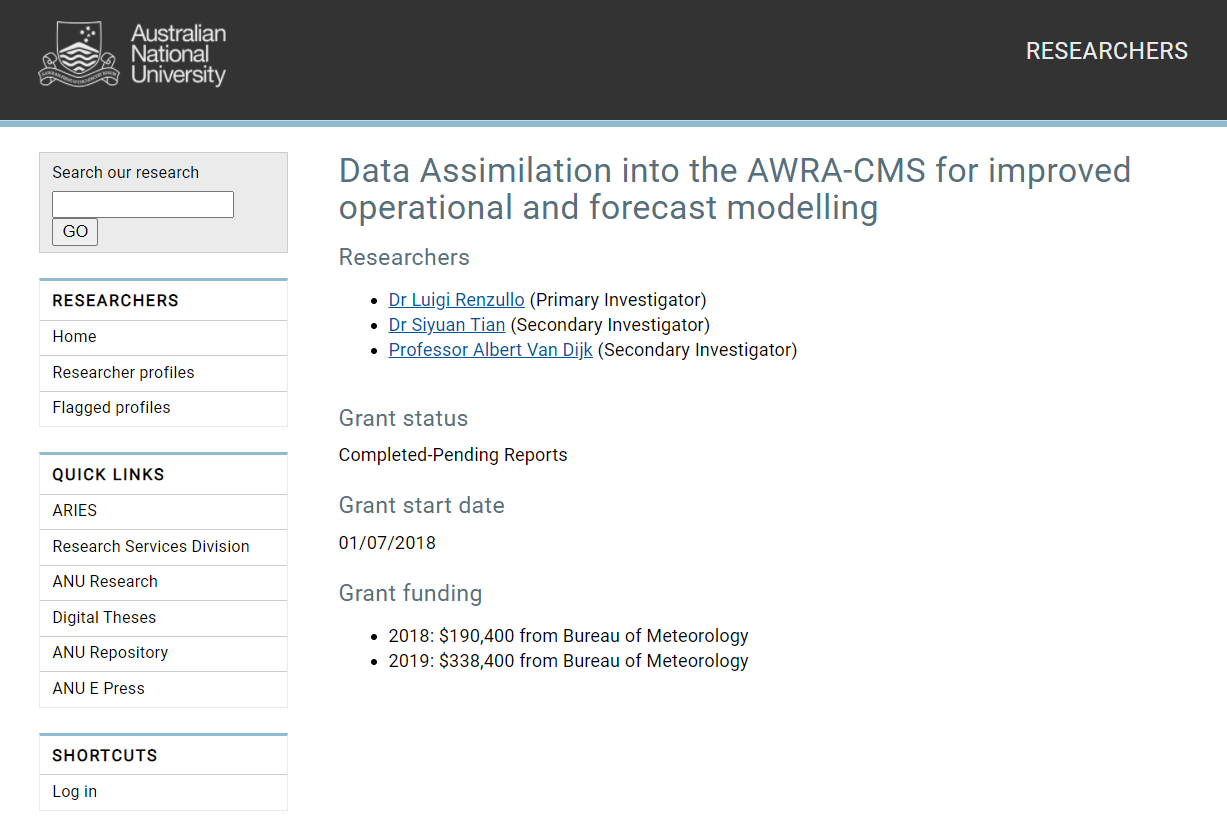 Australian
National
University
RESEARCHERS
Search our research
GO
RESEARCHERS
Home
Researcher profiles
Flagged profiles
QUICK LINKS
ARIES
Research Services Division
ANU Research
Digital Theses
ANU Repository
ANU E Press
SHORTCUTS
Log in
Data Assimilation into the AWRA-CMS for improved
operational and forecast modelling
Researchers
Dr Luigi Renzullo (Primary Investigator)
Dr Siyuan Tian (Secondary Investigator)
Professor Albert Van Dijk (Secondary Investigator)
Grant status
Completed-Pending Reports
Grant start date
01/07/2018
Grant funding
2018: $190,400 from Bureau of Meteorology
2019: $338,400 from Bureau of Meteorology